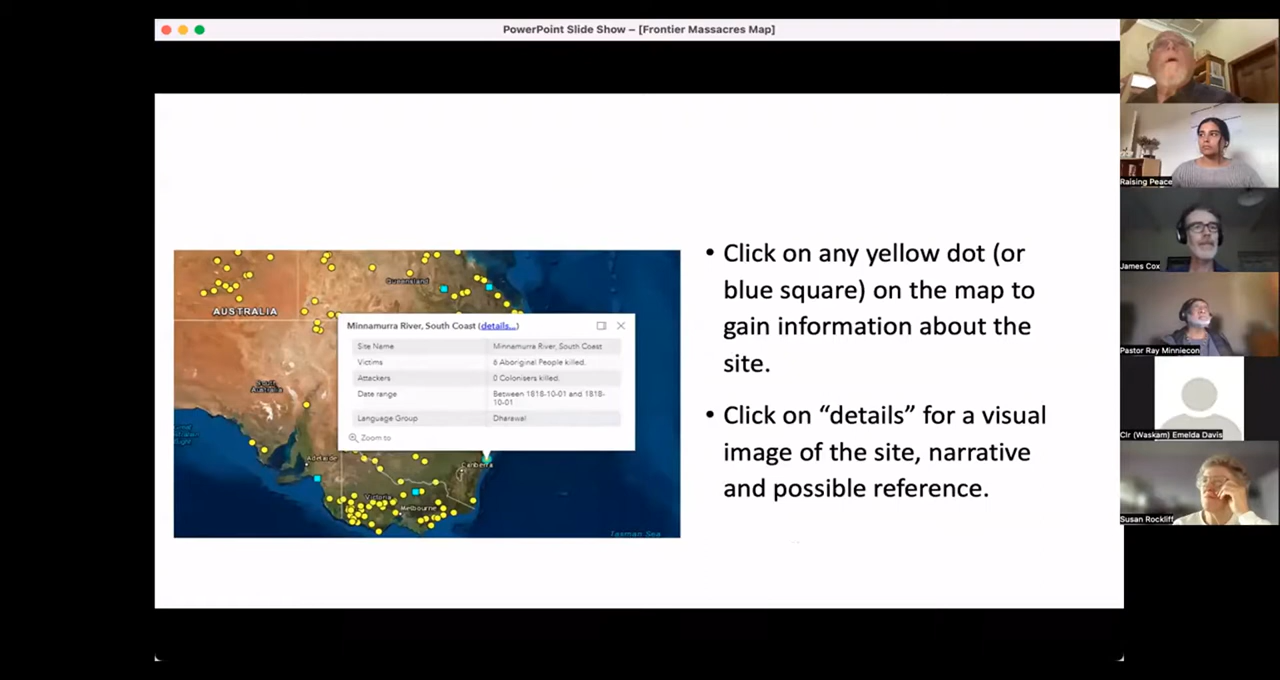 PowerPoint Slide Show – [Frontier Massacres Map]
Queensland
AUSTRALIA
South
Australia
Adelaide
Victoria
Melbourne
Canberra
Tasman Sea
Minnamurra River, South Coast (details...)
Site Name Minnamurra River, South Coast
Victims 6 Aboriginal People killed.
Attackers 0 Colonisers killed.
Date range Between 1818-10-01 and 1818-
10-01
Language Group Dharawal
Zoom to
• Click on any yellow dot (or
blue square) on the map to
gain information about the
site.
• Click on “details” for a visual
image of the site, narrative
and possible reference.
Raising Peace
James Cox
Pastor Ray Minniecon
Clr (Waskam) Emelda Davis
Susan Rockliff